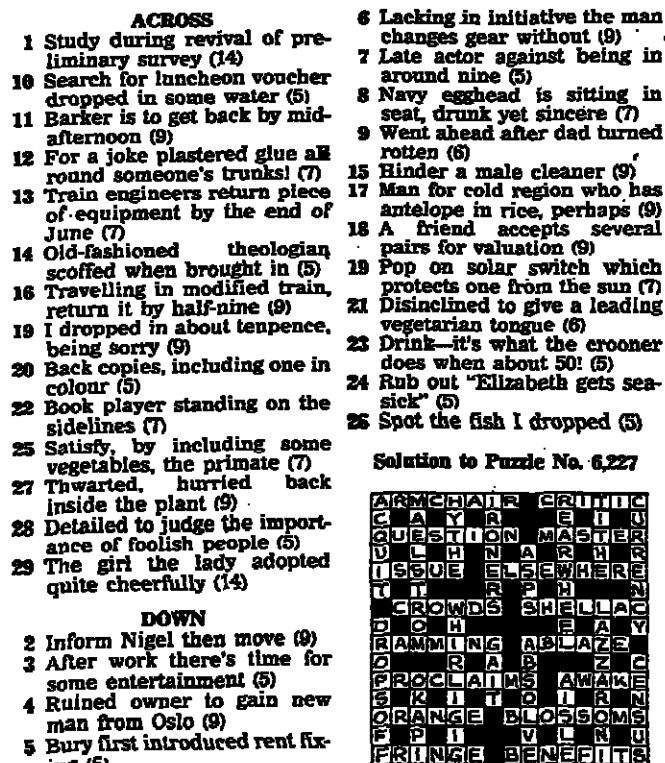 ACROSS
1 Study during revival of pre-
liminary survey (14)
10 Search for luncheon voucher
dropped in some water (5)
11 Barker is to get back by mid-
afternoon (9)
12 For a joke plastered glue all
round someone's trunks! (7)
13 Train engineers return piece
of equipment by the end of
June (7)
14 Old-fashioned theologian
scoffed when brought in (5)
16 Travelling in modified train,
return it by half-nine (9)
19 I dropped in about tenpence,
being sorry (9)
20 Back copies, including one in
colour (5)
22 Book player standing on the
sidelines (7)
25 Satisfy, by including some
vegetables, the primate (7)
27 Thwarted, hurried back
inside the plant (9)
28 Detailed to judge the import-
ance of foolish people (5)
29 The girl the lady adopted
quite cheerfully (14)
DOWN
2 Inform Nigel then move (9)
3 After work there's time for
some entertainment (5)
4 Ruined owner to gain new
man from Oslo (9)
5 Bury first introduced rent fix-
6 Lacking in initiative the man
changes gear without (9)
7 Late actor against being in
around nine (5)
8 Navy egghead is sitting in
seat, drunk yet sincere (7)
9 Went ahead after dad turned
rotten (6)
15 Hinder a male cleaner (9)
17 Man for cold region who has
antelope in rice, perhaps (9)
18 A friend accepts several
pairs for valuation (9)
19 Pop on solar switch which
protects one from the sun (7)
21 Disinclined to give a leading
vegetarian tongue (6)
23 Drink—it's what the crooner
does when about 50! (5)
24 Rub out "Elizabeth gets sea-
sick" (5)
26 Spot the fish I dropped (5)
Solution to Puzzle No. 6,227
ARMCHAIR CRITIC
C A Y R E I U
QUESTION MASTER
U L H N A R H R
ISSUE ELSEWHERE
T T R P H N
CROWDS SHELLAC
D O H E A Y
RAMMING ABLAZE
O R A B Z C
PROCLAIMS AWAKE
S K I T O I R N
ORANGE BLOSSOMS
F P I V L N U
FRINGE BENEFITS